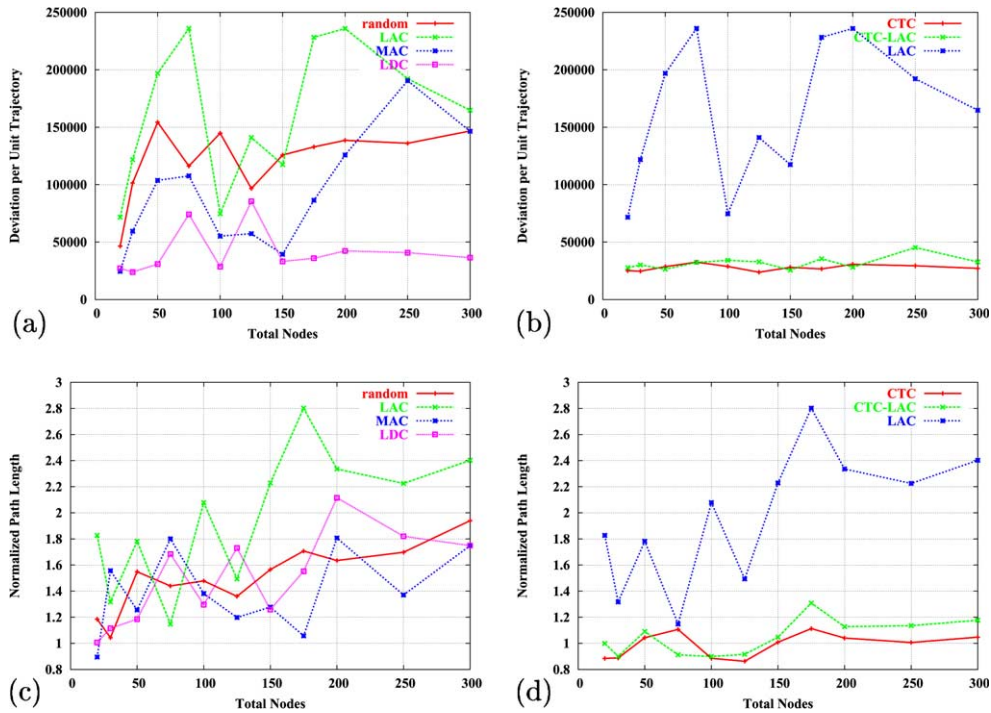 250000
200000
150000
100000
50000
0
Deviation per Unit Trajectory
random
LAC
MAC
LDC
0 50 100 150 200 250 300
Total Nodes
(a)
250000
200000
150000
100000
50000
0
Deviation per Unit Trajectory
CTC
CTC-LAC
LAC
0 50 100 150 200 250 300
Total Nodes
(b)
3
2.8
2.6
2.4
2.2
2
1.8
1.6
1.4
1.2
1
0.8
Normalized Path Length
random
LAC
MAC
LDC
0 50 100 150 200 250 300
Total Nodes
(c)
3
2.8
2.6
2.4
2.2
2
1.8
1.6
1.4
1.2
1
0.8
Normalized Path Length
CTC
CTC-LAC
LAC
0 50 100 150 200 250 300
Total Nodes
(d)